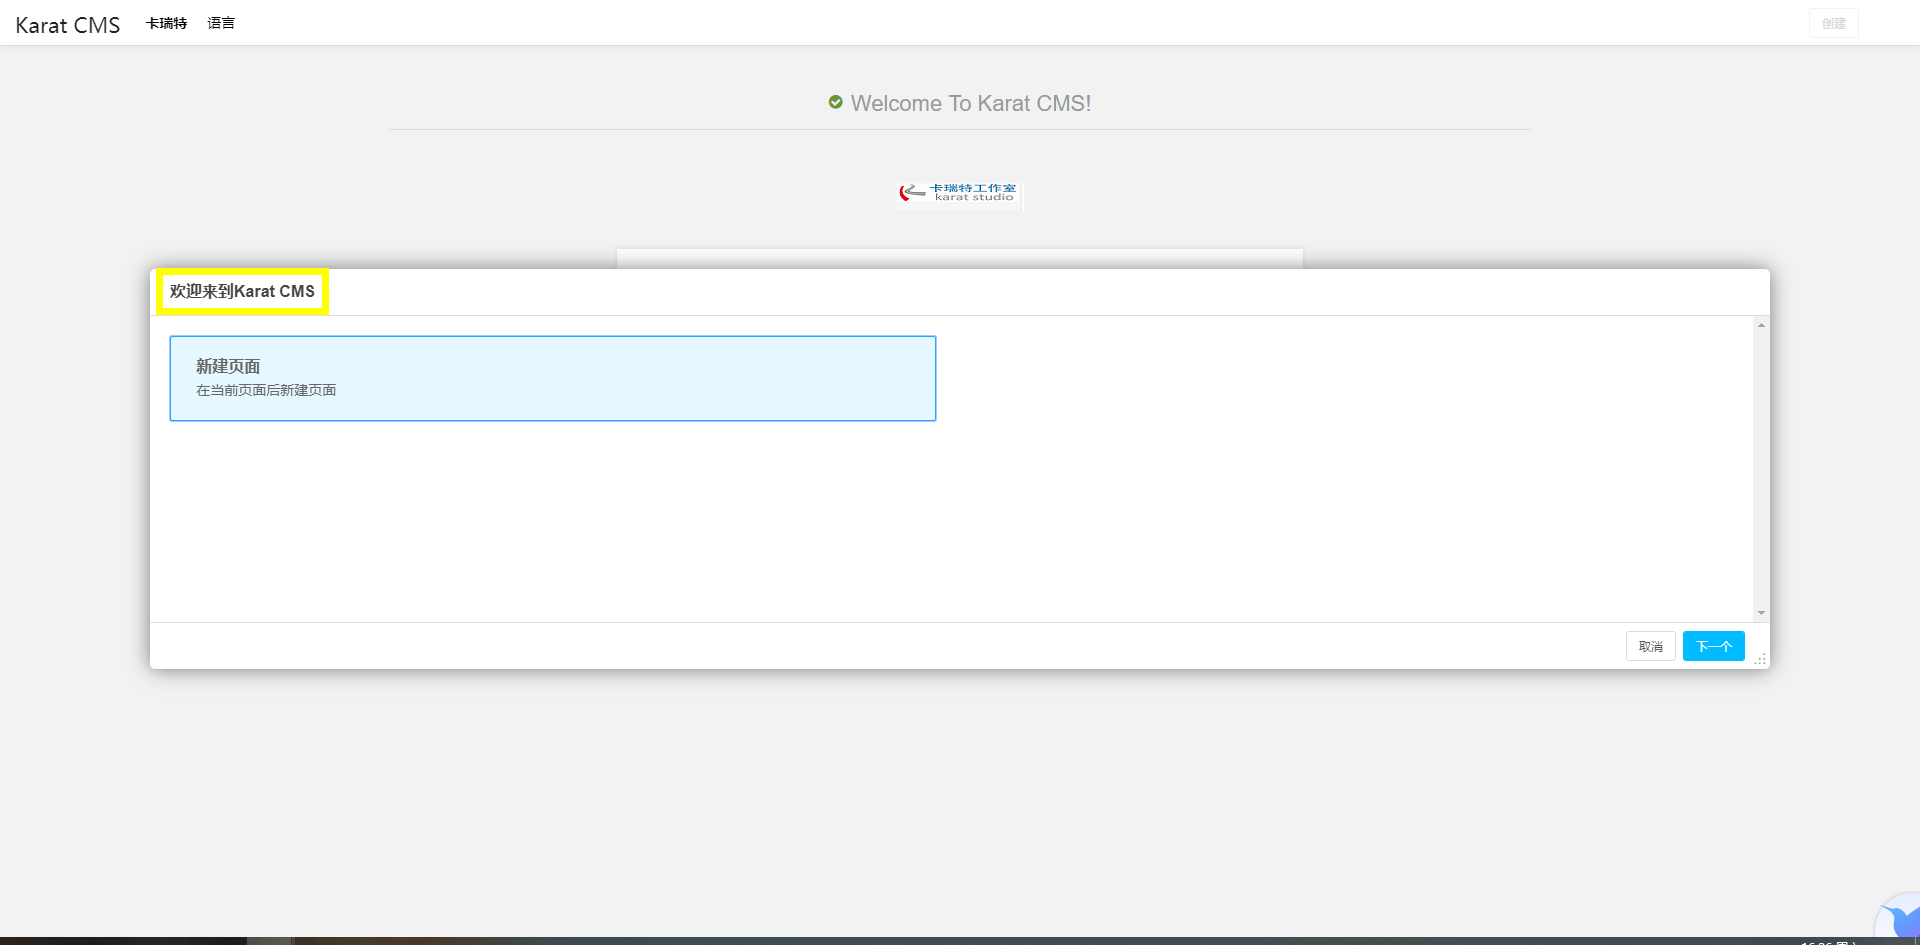 Karat CMS 卡瑞特 语言 创建
Welcome To Karat CMS!
卡瑞特工作室
karat studio
欢迎来到Karat CMS
新建页面
在当前页面后新建页面
取消 下一个